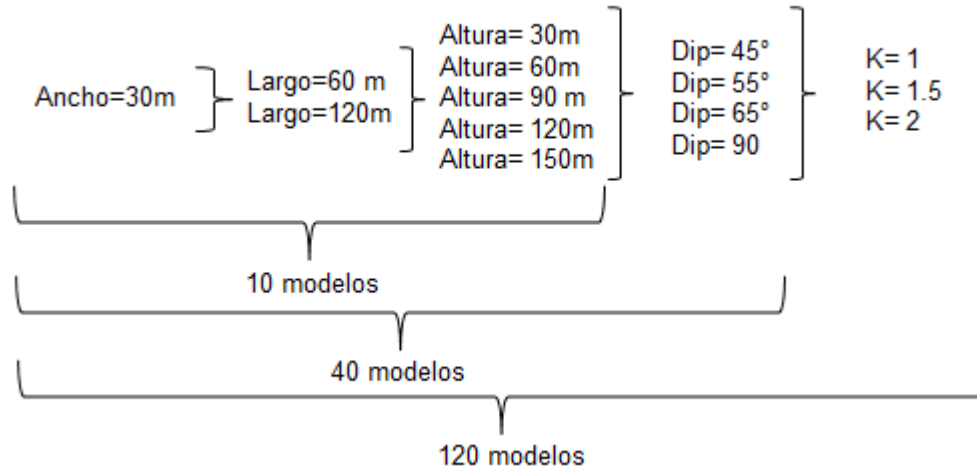 Ancho=30m
Largo=60 m
Largo=120m
Altura= 30m
Altura= 60m
Altura= 90 m
Altura= 120m
Altura= 150m
Dip= 45°
Dip= 55°
Dip= 65°
Dip= 90
K= 1
K= 1.5
K= 2
10 modelos
40 modelos
120 modelos